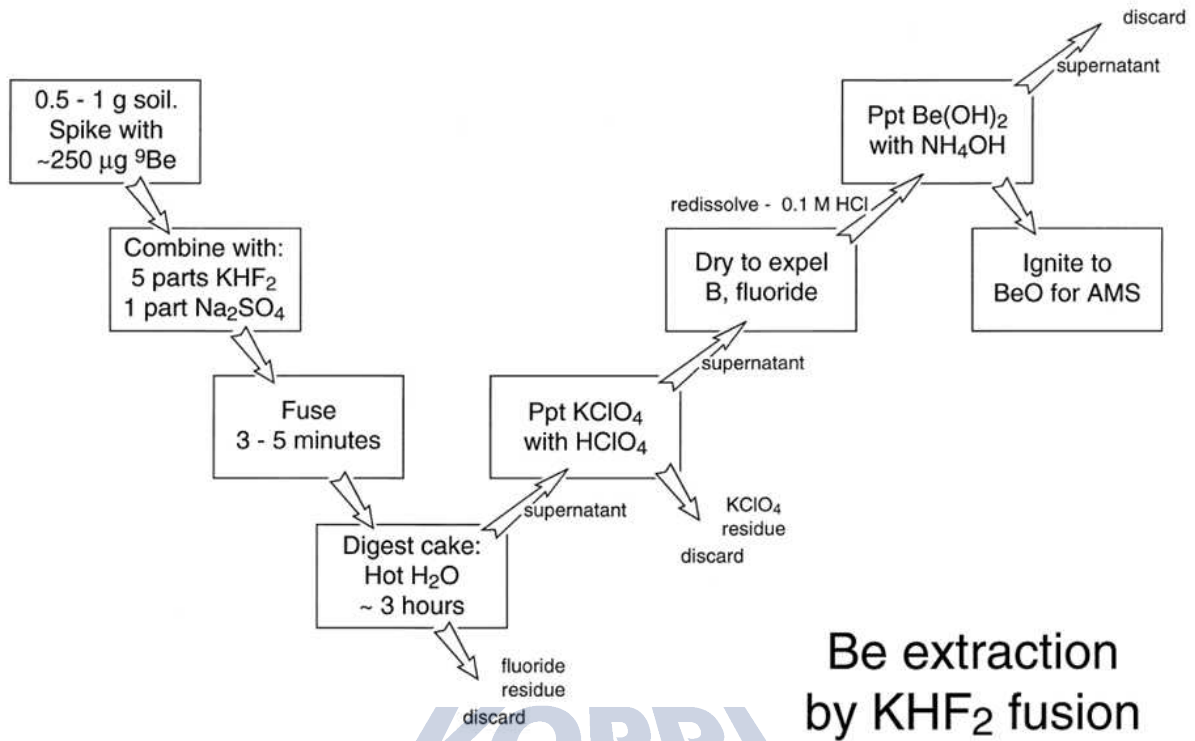 0.5 - 1 g soil.
Spike with
~250 µg ⁹Be
Combine with:
5 parts KHF₂
1 part Na₂SO₄
Fuse
3 - 5 minutes
Digest cake:
Hot H₂O
~ 3 hours
fluoride
residue
discard
supernatant
Ppt KClO₄
with HClO₄
KClO₄
residue
discard
supernatant
Dry to expel
B, fluoride
redissolve - 0.1 M HCl
Ppt Be(OH)₂
with NH₄OH
supernatant
discard
Ignite to
BeO for AMS
Be extraction
by KHF₂ fusion